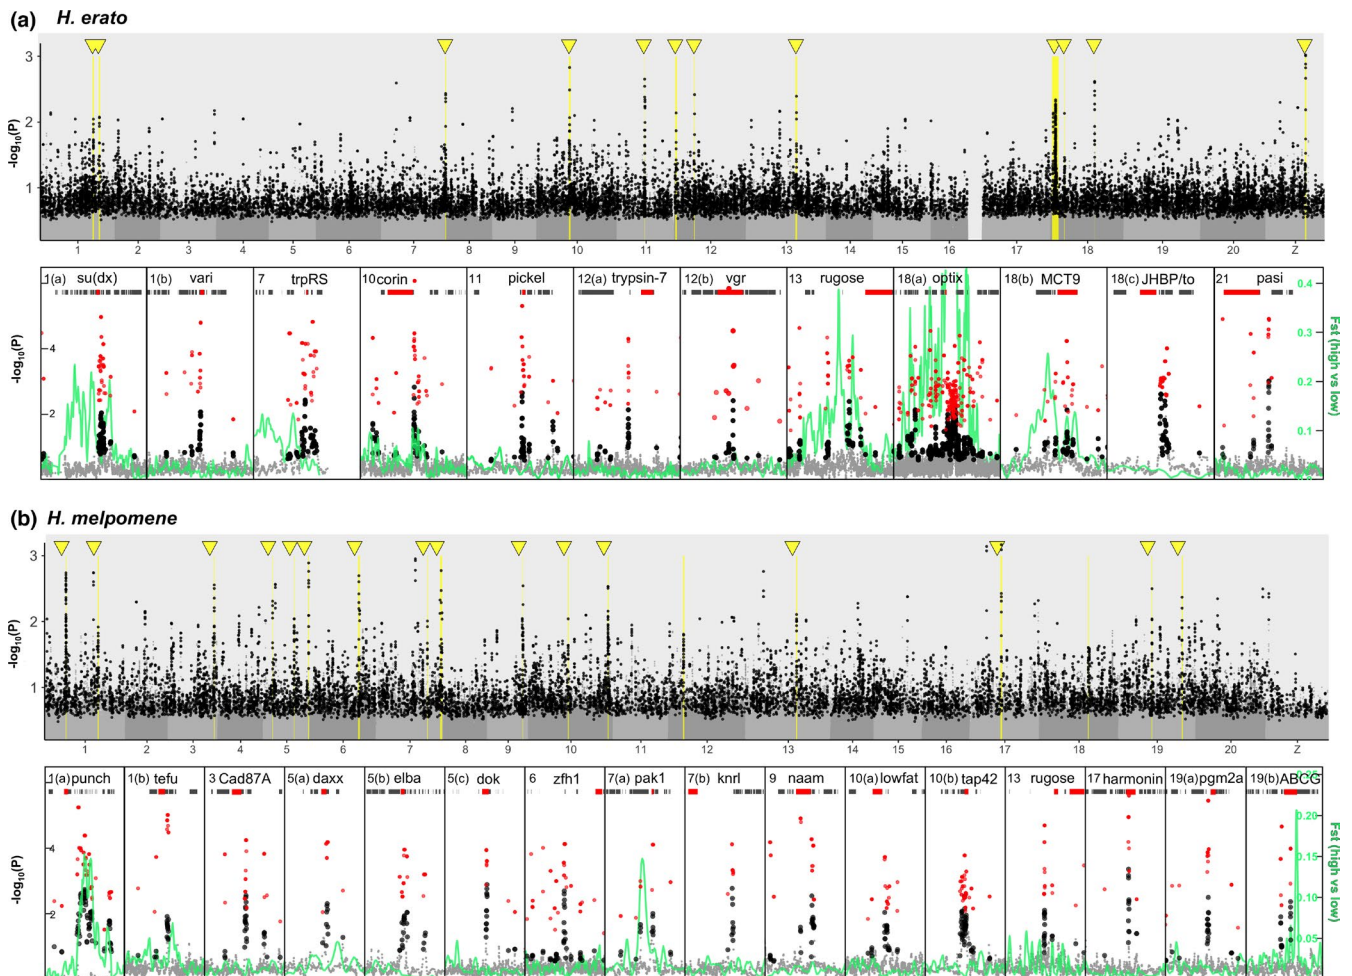 (a) H. erato
3
2
1
-log10(P)
1 2 3 4 5 6 7 8 9 10 11 12 13 14 15 16 17 18 19 20 Z
1(a) su(dx) 1(b) vari 7 trpRS 10 corin 11 pickel 12(a) trypsin-7 12(b) vgr 13 rugose 18(a) optix 18(b) MCT9 18(c) JHBP/to 21 pasi
4
2
-log10(P)
0.4
0.3
0.2
0.1
Fst (high vs low)
(b) H. melpomene
3
2
1
-log10(P)
1 2 3 4 5 6 7 8 9 10 11 12 13 14 15 16 17 18 19 20 Z
1(a) punch 1(b) tefu 3 Cad87A 5(a) daxx 5(b) elba 5(c) dok 6 zfh1 7(a) pak1 7(b) knrl 9 naam 10(a) lowfat 10(b) tap42 13 rugose 17 harmonin 19(a) pgm2a 19(b) ABCG
4
2
-log10(P)
0.20
0.15
0.10
0.05
Fst (high vs low)